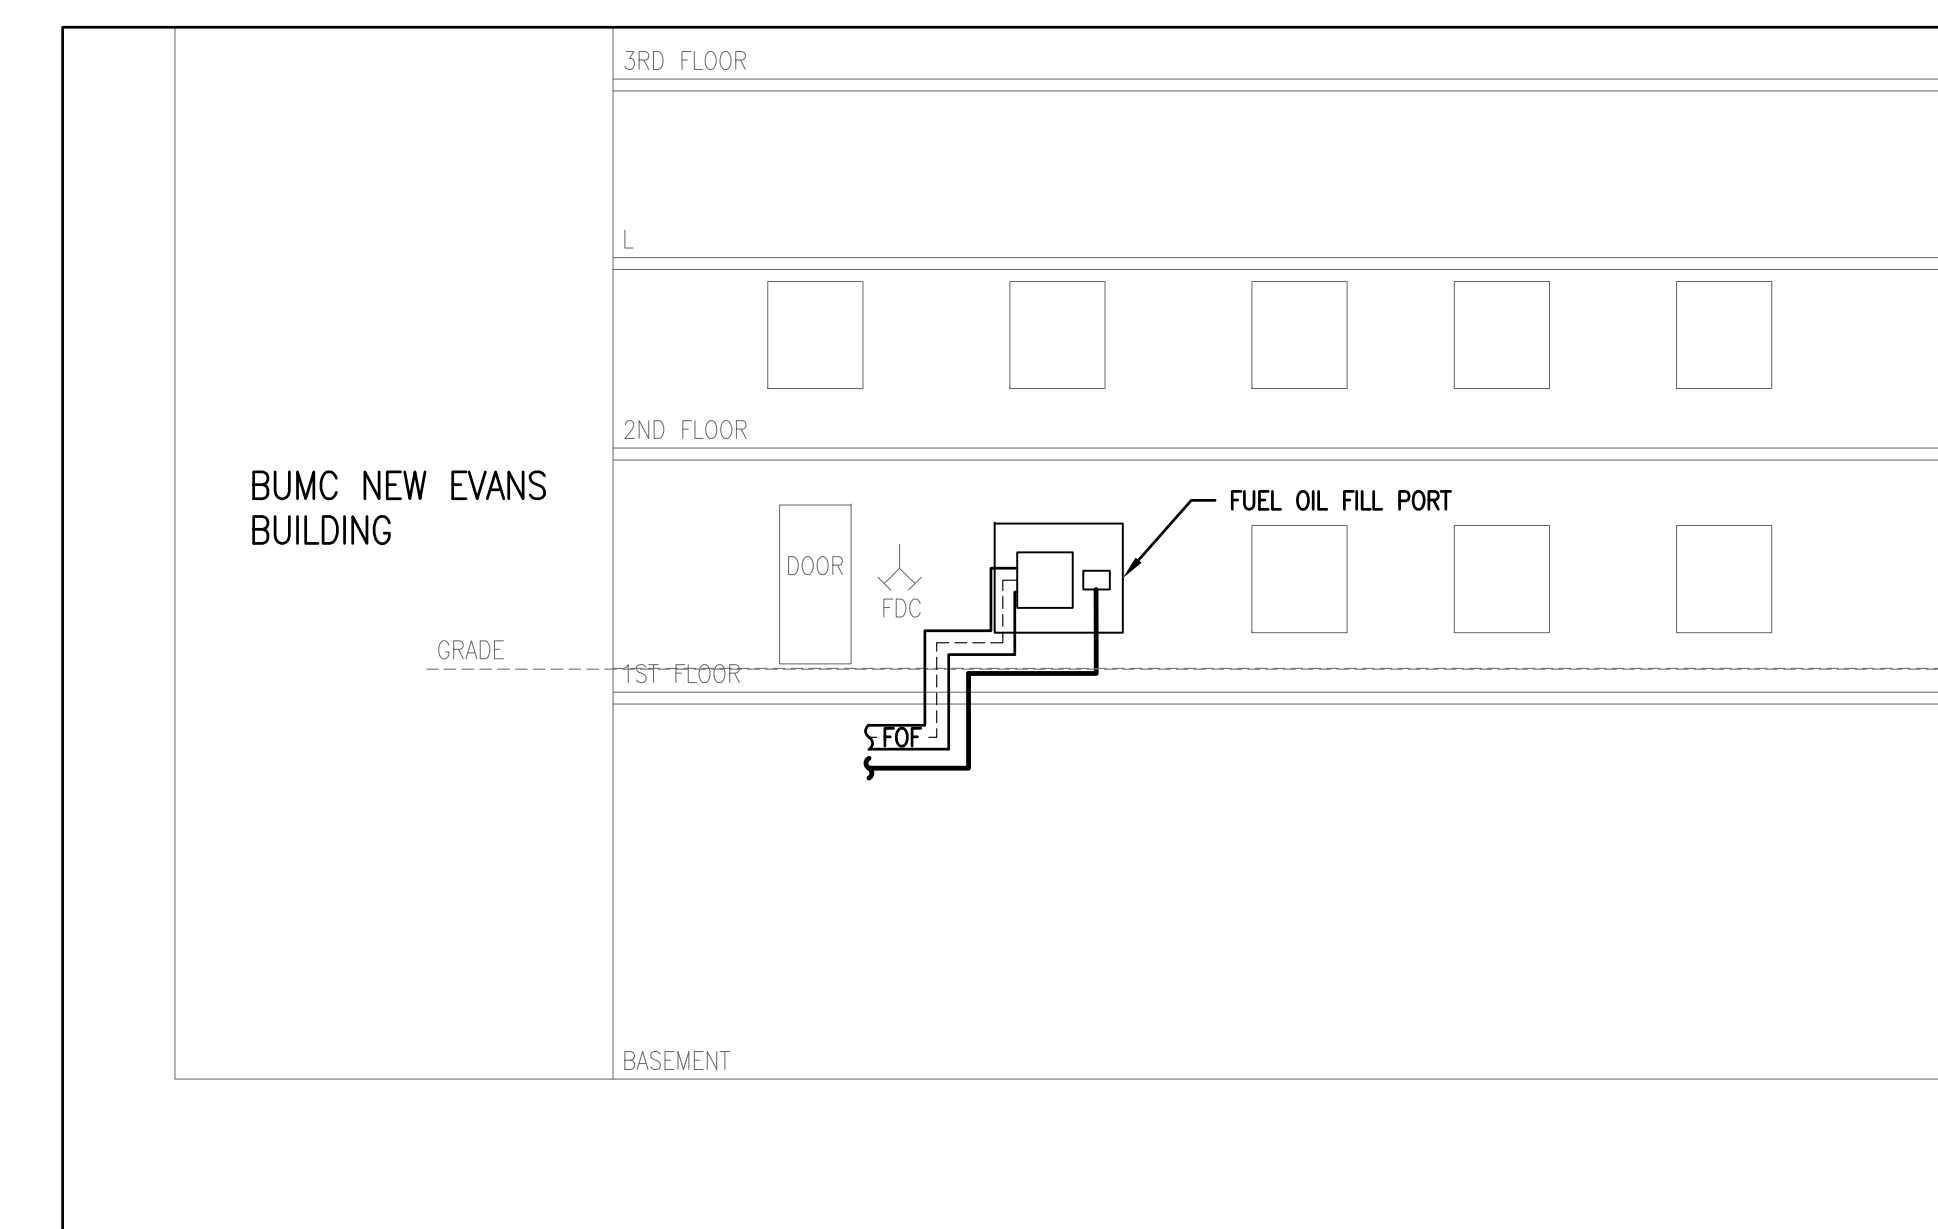 3RD FLOOR
L
2ND FLOOR
BUMC NEW EVANS
BUILDING
FUEL OIL FILL PORT
DOOR
FDC
GRADE
1ST FLOOR
FOF
BASEMENT